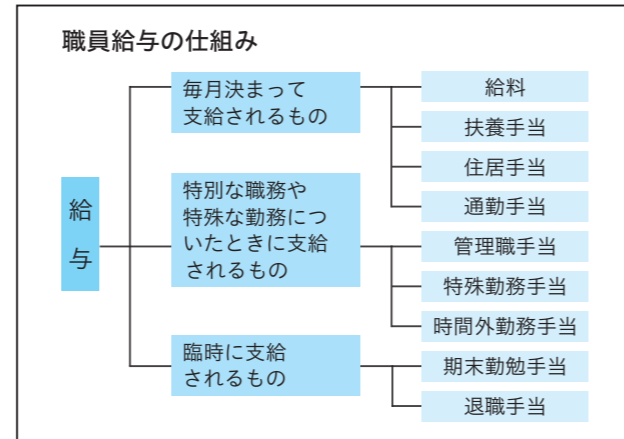 職員給与の仕組み
給与
毎月決まって
支給されるもの
給料
扶養手当
住居手当
通勤手当
特別な職務や
特殊な勤務につ
いたときに支給
されるもの
管理職手当
特殊勤務手当
時間外勤務手当
臨時に支給
されるもの
期末勤勉手当
退職手当